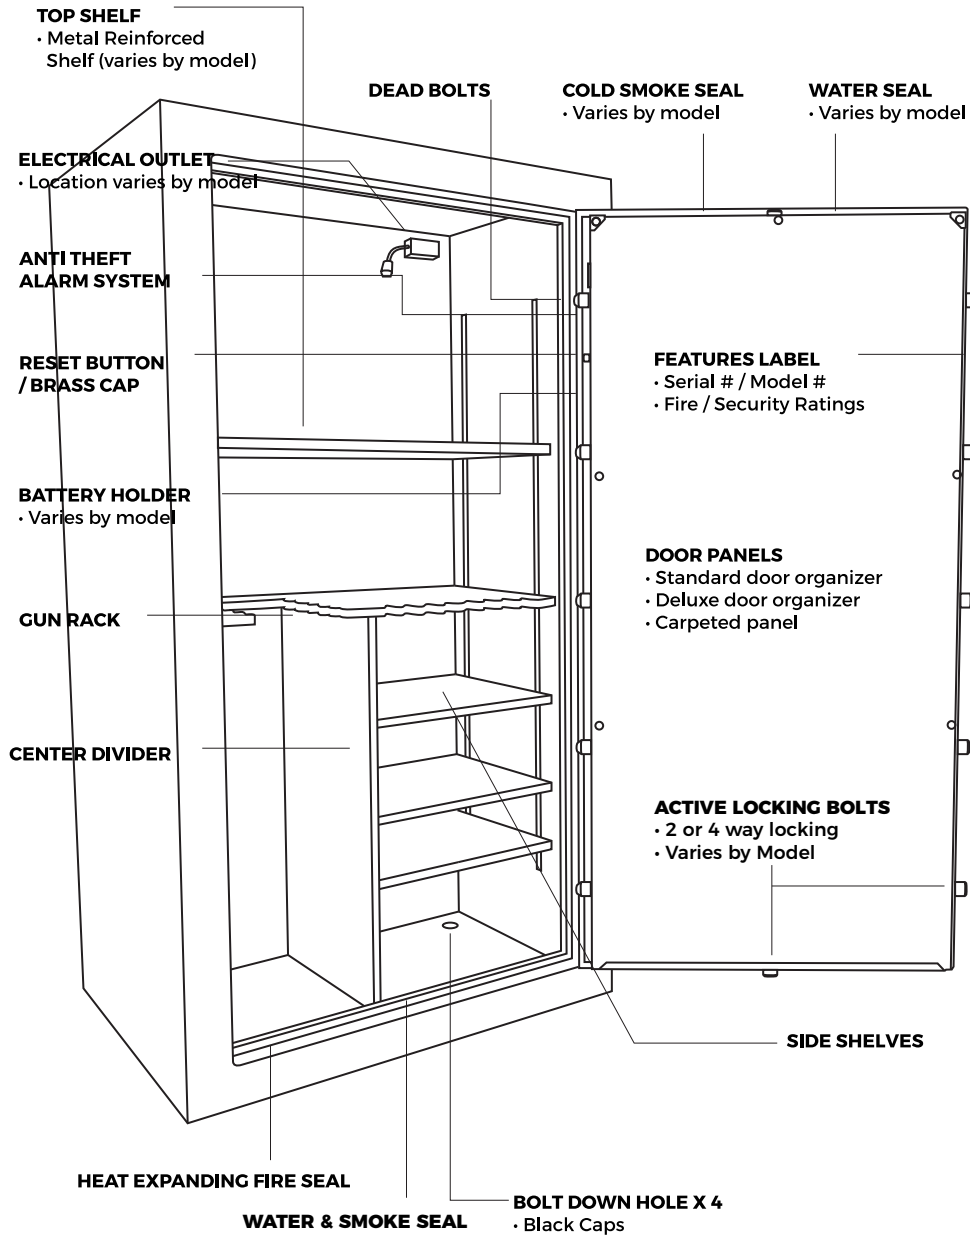 TOP SHELF
• Metal Reinforced
Shelf (varies by model)
DEAD BOLTS
COLD SMOKE SEAL
• Varies by model
WATER SEAL
• Varies by model
ELECTRICAL OUTLET
• Location varies by model
ANTI THEFT
ALARM SYSTEM
RESET BUTTON
/ BRASS CAP
FEATURES LABEL
• Serial # / Model #
• Fire / Security Ratings
BATTERY HOLDER
• Varies by model
DOOR PANELS
• Standard door organizer
• Deluxe door organizer
• Carpeted panel
GUN RACK
CENTER DIVIDER
ACTIVE LOCKING BOLTS
• 2 or 4 way locking
• Varies by Model
SIDE SHELVES
HEAT EXPANDING FIRE SEAL
WATER & SMOKE SEAL
BOLT DOWN HOLE X 4
• Black Caps